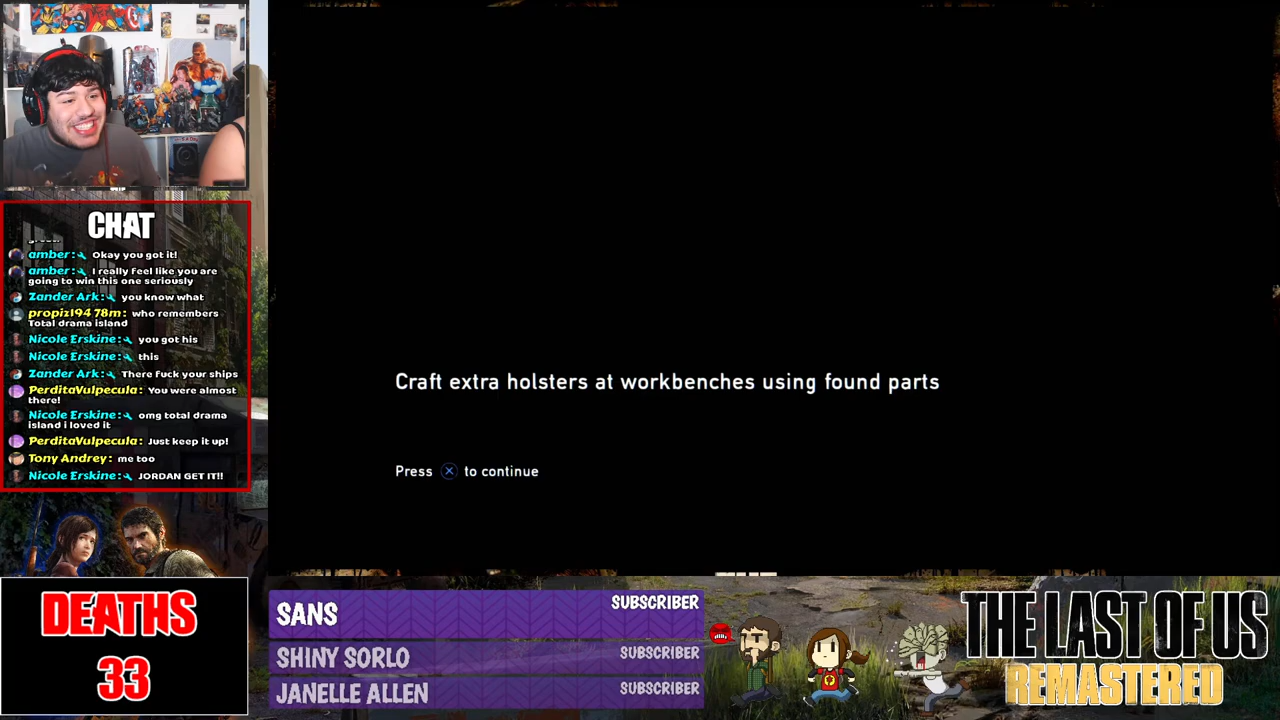 CHAT
amber: Okay you got it!
amber: I really feel like you are
going to win this one seriously
Zander Ark: you know what
propiz194 78m: who remembers
Total drama island
Nicole Erskine: you got his
Nicole Erskine: this
Zander Ark: There fuck your ships
PerditaVulpecula: You were almost
there!
Nicole Erskine: omg total drama
island i loved it
PerditaVulpecula: Just keep it up!
Tony Andrey: me too
Nicole Erskine: JORDAN GET IT!!
Craft extra holsters at workbenches using found parts
Press X to continue
DEATHS
33
SANS SUBSCRIBER
SHINY SORLO SUBSCRIBER
JANELLE ALLEN SUBSCRIBER
THE LAST OF US
REMASTERED